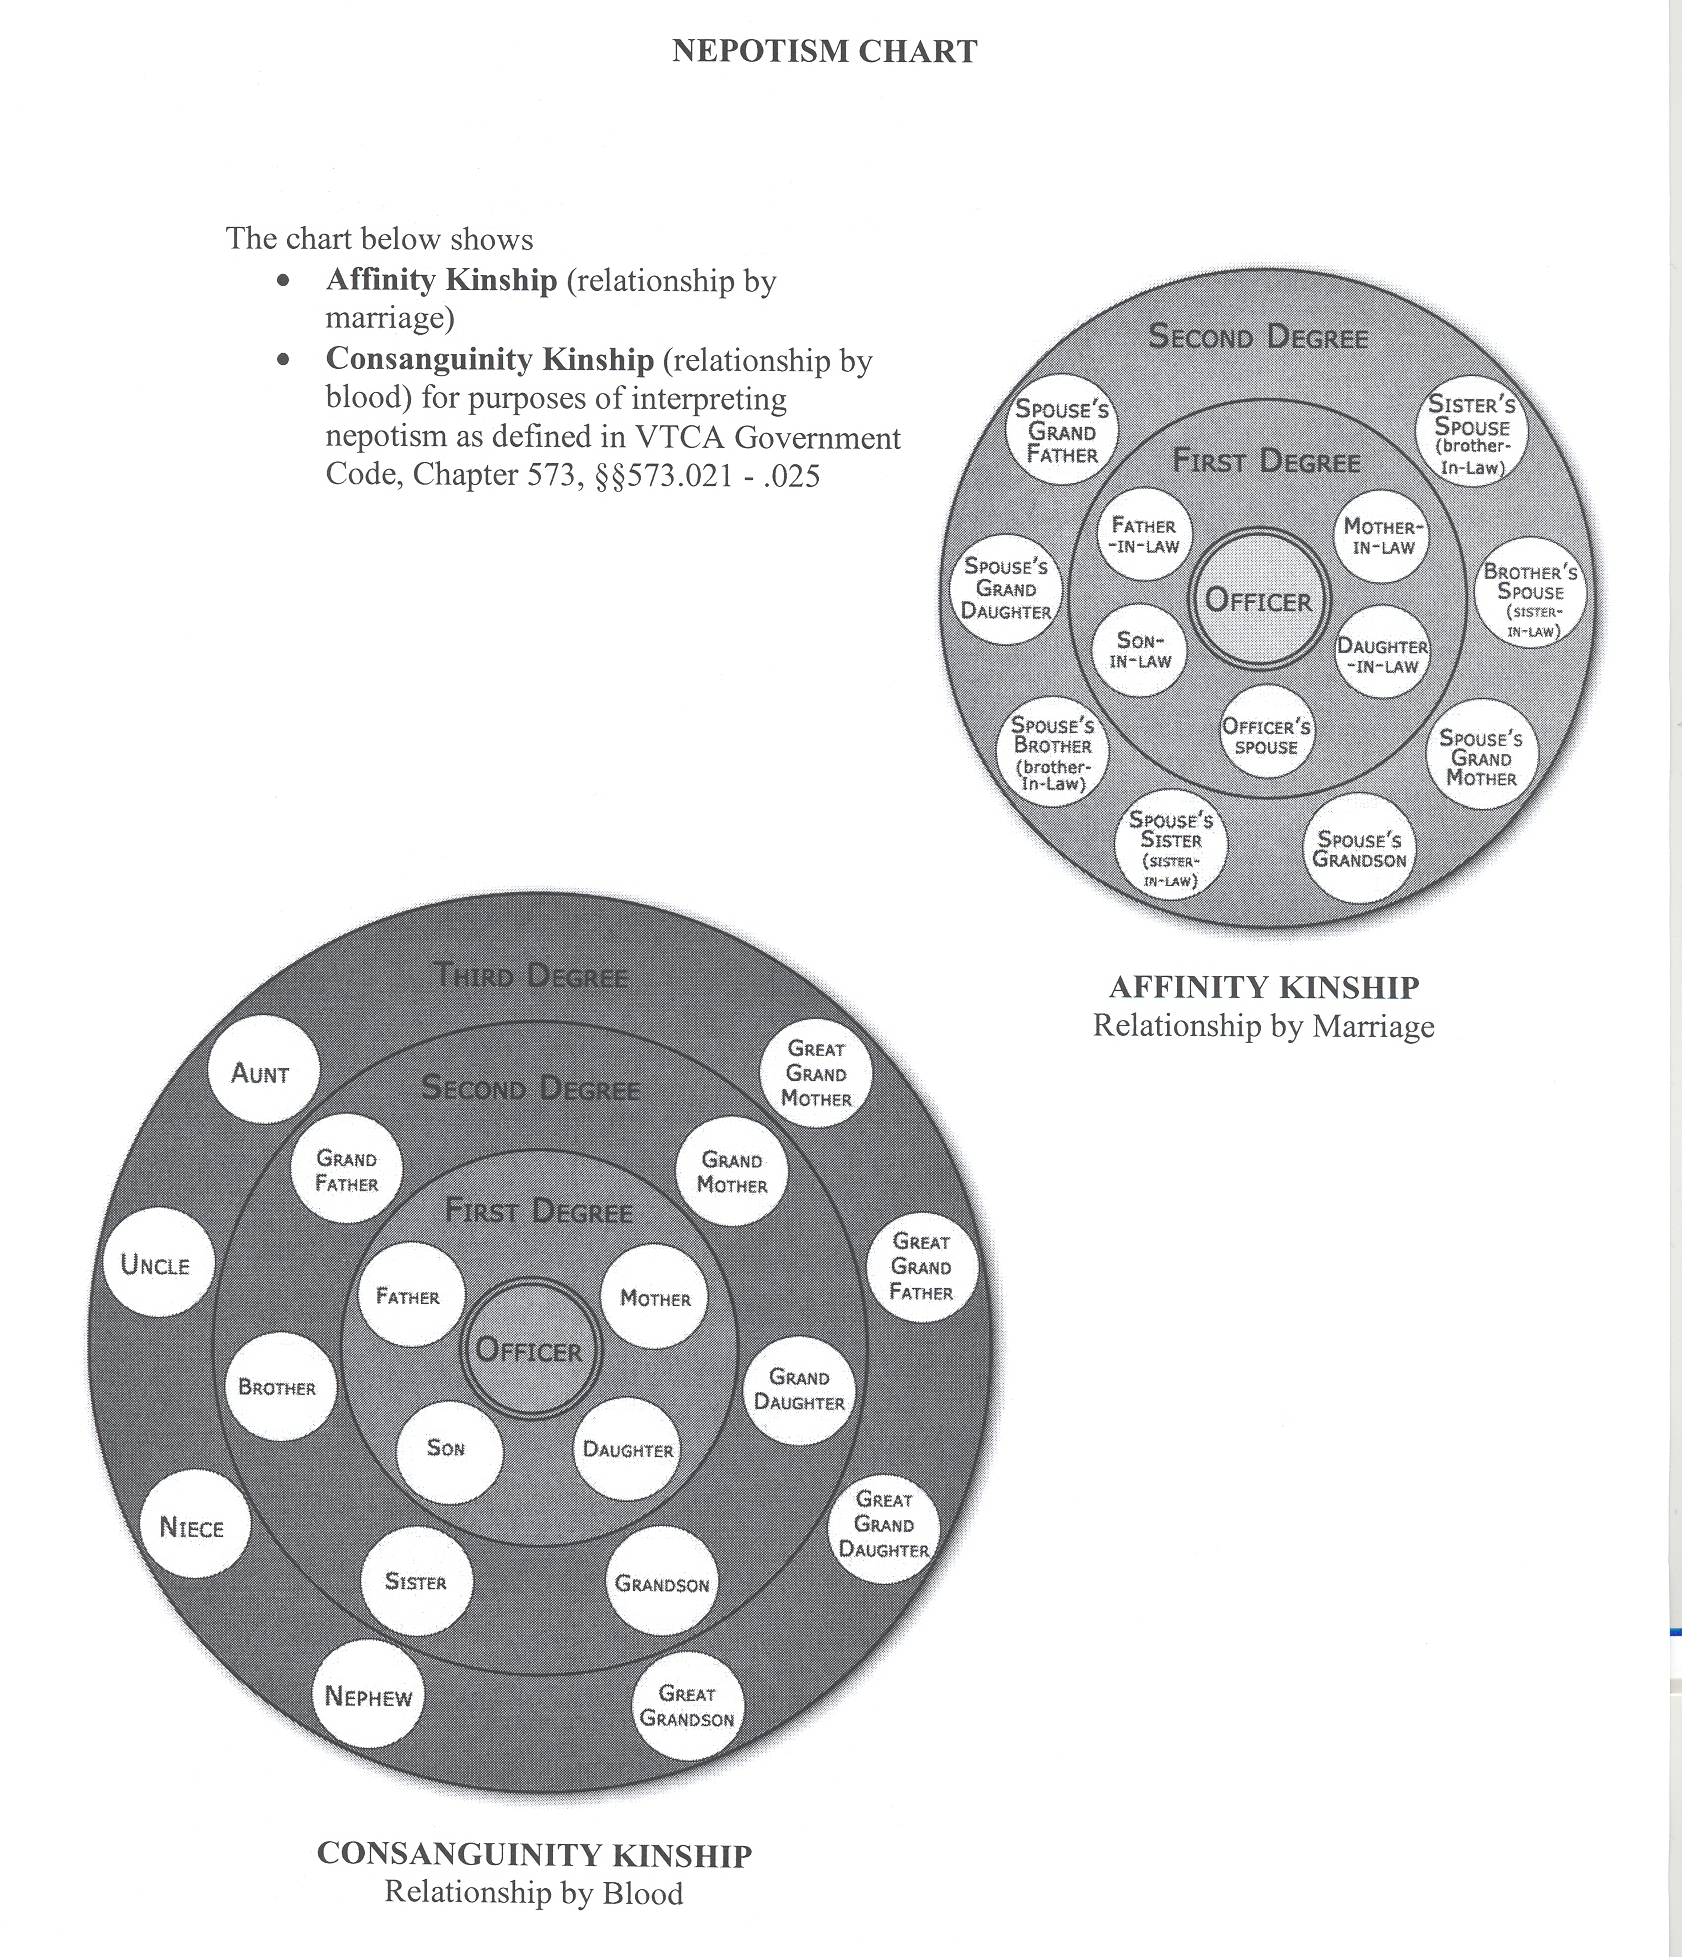 NEPOTISM CHART
The chart below shows
• Affinity Kinship (relationship by
marriage)
• Consanguinity Kinship (relationship by
blood) for purposes of interpreting
nepotism as defined in VTCA Government
Code, Chapter 573, §§573.021 - .025
SECOND DEGREE
SPOUSE'S
GRAND
FATHER
SISTER'S
SPOUSE
(brother-
In-Law)
FIRST DEGREE
FATHER
-IN-LAW
MOTHER-
IN-LAW
SPOUSE'S
GRAND
DAUGHTER
OFFICER
BROTHER'S
SPOUSE
(SISTER-
IN-LAW)
SON-
IN-LAW
DAUGHTER
-IN-LAW
SPOUSE'S
BROTHER
(brother-
In-Law)
OFFICER'S
SPOUSE
SPOUSE'S
GRAND
MOTHER
SPOUSE'S
SISTER
(SISTER-
IN-LAW)
SPOUSE'S
GRANDSON
AFFINITY KINSHIP
Relationship by Marriage
THIRD DEGREE
AUNT
GREAT
GRAND
MOTHER
SECOND DEGREE
GRAND
FATHER
GRAND
MOTHER
FIRST DEGREE
UNCLE
GREAT
GRAND
FATHER
FATHER
MOTHER
OFFICER
BROTHER
GRAND
DAUGHTER
SON
DAUGHTER
NIECE
GREAT
GRAND
DAUGHTER
SISTER
GRANDSON
NEPHEW
GREAT
GRANDSON
CONSANGUINITY KINSHIP
Relationship by Blood